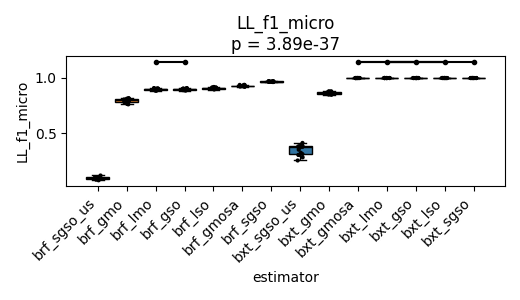 LL_f1_micro
p = 3.89e-37
LL_f1_micro
1.0
0.5
brf_sgso_us
brf_gmo
brf_lmo
brf_gso
brf_lso
brf_gmosa
brf_sgso
bxt_sgso_us
bxt_gmo
bxt_gmosa
bxt_lmo
bxt_gso
bxt_lso
bxt_sgso
estimator